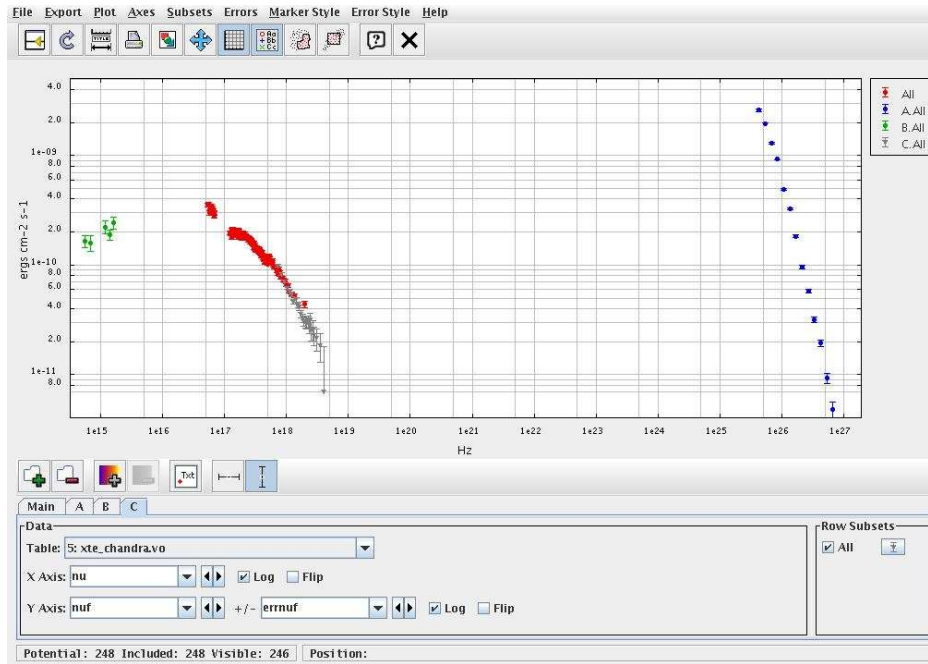 File Export Plot Axes Subsets Errors Marker Style Error Style Help
TITLE
All
A.All
B.All
C.All
4.0
2.0
1e-09
8.0
6.0
4.0
2.0
1e-10
8.0
6.0
4.0
2.0
1e-11
8.0
ergs cm-2 s-1
1e15 1e16 1e17 1e18 1e19 1e20 1e21 1e22 1e23 1e24 1e25 1e26 1e27
Hz
.Txt
Main A B C
Data
Table: 5: xte_chandra.vo
X Axis: nu Log Flip
Y Axis: nuf +/- errnuf Log Flip
Row Subsets
All
Potential: 248 Included: 248 Visible: 246 Position: